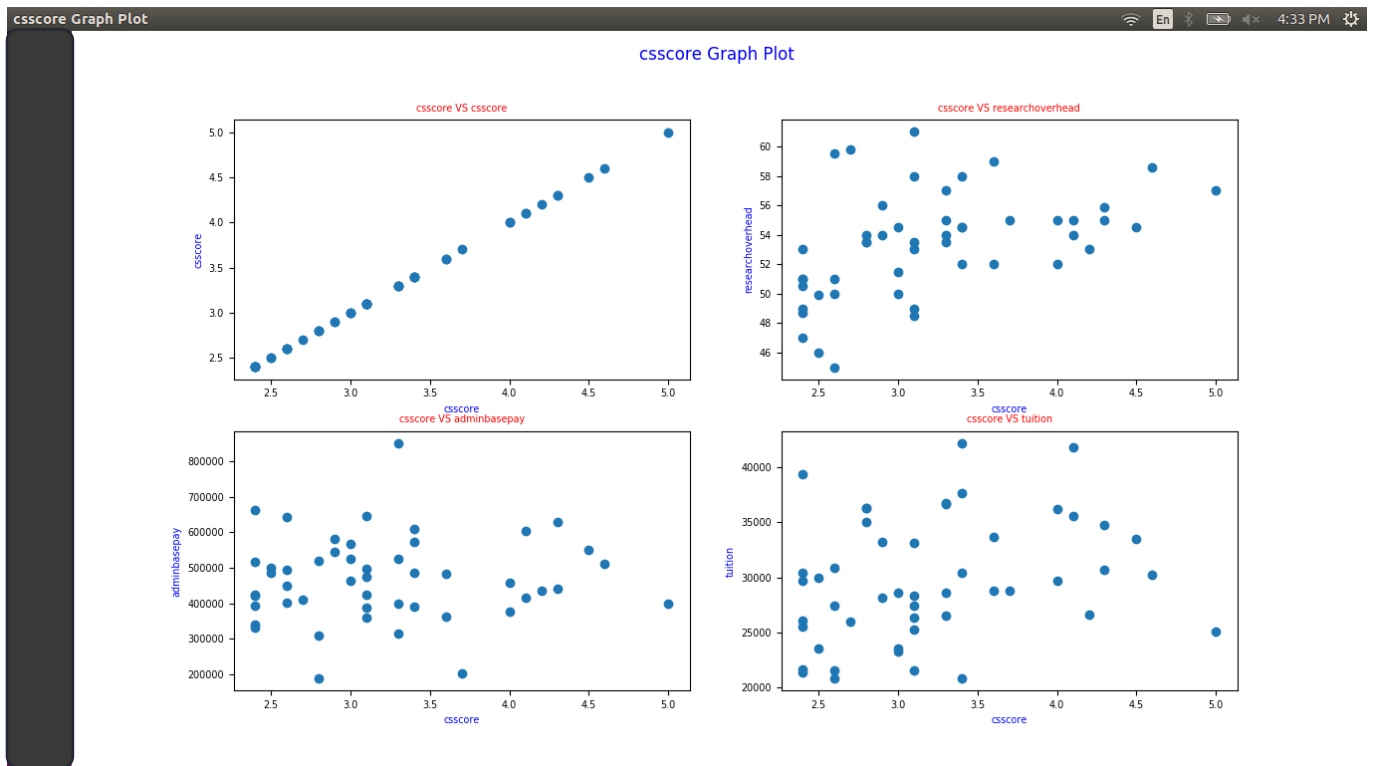 csscore Graph Plot
En
4:33 PM
csscore Graph Plot
csscore VS csscore
5.0
4.5
4.0
3.5
3.0
2.5
csscore
2.5 3.0 3.5 4.0 4.5 5.0
csscore
csscore VS researchoverhead
60
58
56
54
52
50
48
46
researchoverhead
2.5 3.0 3.5 4.0 4.5 5.0
csscore
csscore VS adminbasepay
800000
700000
600000
500000
400000
300000
200000
adminbasepay
2.5 3.0 3.5 4.0 4.5 5.0
csscore
csscore VS tuition
40000
35000
30000
25000
20000
tuition
2.5 3.0 3.5 4.0 4.5 5.0
csscore